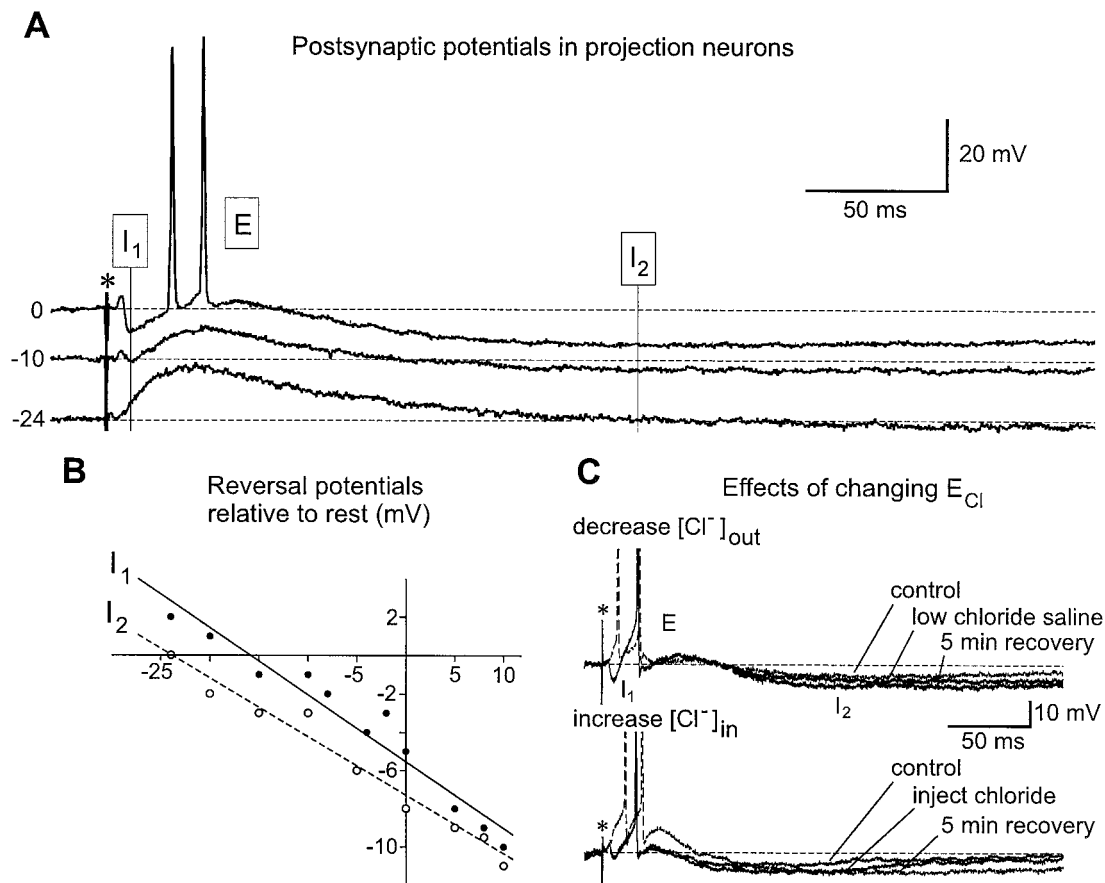 A
Postsynaptic potentials in projection neurons
20 mV
50 ms
I1
E
I2
*
0
-10
-24
B
Reversal potentials
relative to rest (mV)
I1
I2
2
-25
-5
5
10
-2
-6
-10
C
Effects of changing ECl
decrease [Cl-]out
*
E
control
low chloride saline
5 min recovery
I1
I2
10 mV
50 ms
increase [Cl-]in
*
control
inject chloride
5 min recovery